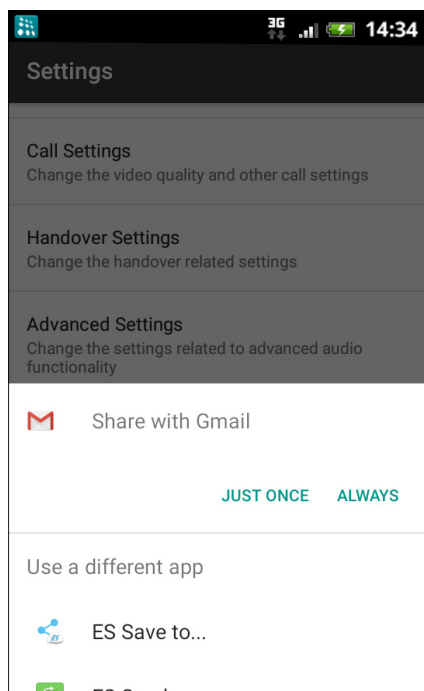 3G 14:34
Settings
Call Settings
Change the video quality and other call settings
Handover Settings
Change the handover related settings
Advanced Settings
Change the settings related to advanced audio
functionality
Share with Gmail
JUST ONCE ALWAYS
Use a different app
ES
ES Save to...